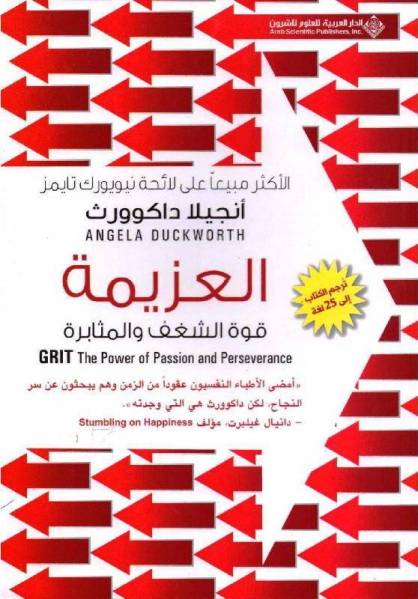 الدار العربية للعلوم ناشرون
Arab Scientific Publishers, Inc.
الأكثر مبيعاً على لائحة نيويورك تايمز
أنجيلا داكوورث
ANGELA DUCKWORTH
العزيمة
ترجم الكتاب
إلى 25 لغة
قوة الشغف والمثابرة
GRIT The Power of Passion and Perseverance
«أمضى الأطباء النفسيون عقوداً من الزمن وهم يبحثون عن سر
النجاح، لكن داكوورث هي التي وجدته».
– دانيال غيلبرت، مؤلف Stumbling on Happiness